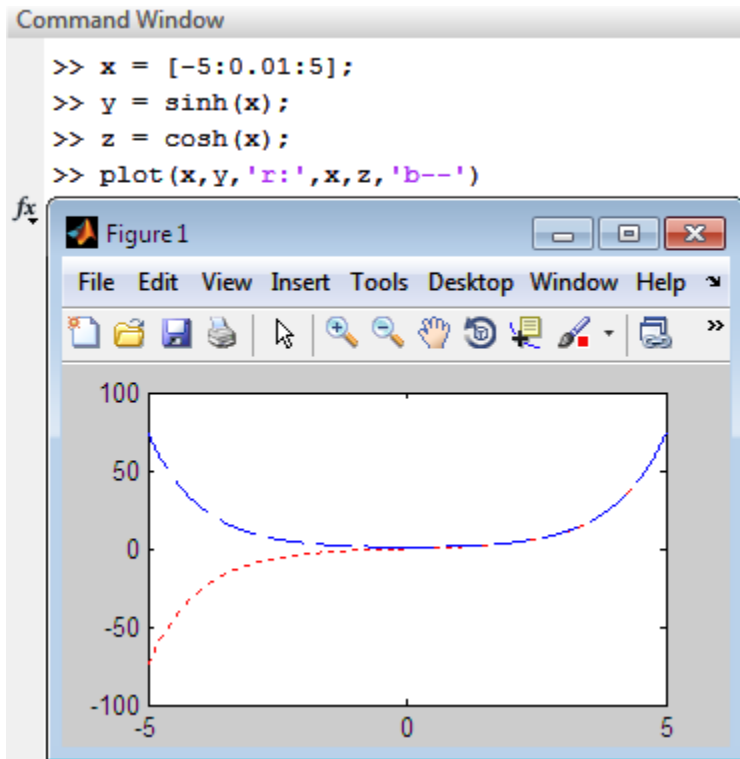 Command Window
>> x = [-5:0.01:5];
>> y = sinh(x);
>> z = cosh(x);
>> plot(x,y,'r:',x,z,'b--')
fx
Figure 1
File Edit View Insert Tools Desktop Window Help
100
50
0
-50
-100
-5 0 5